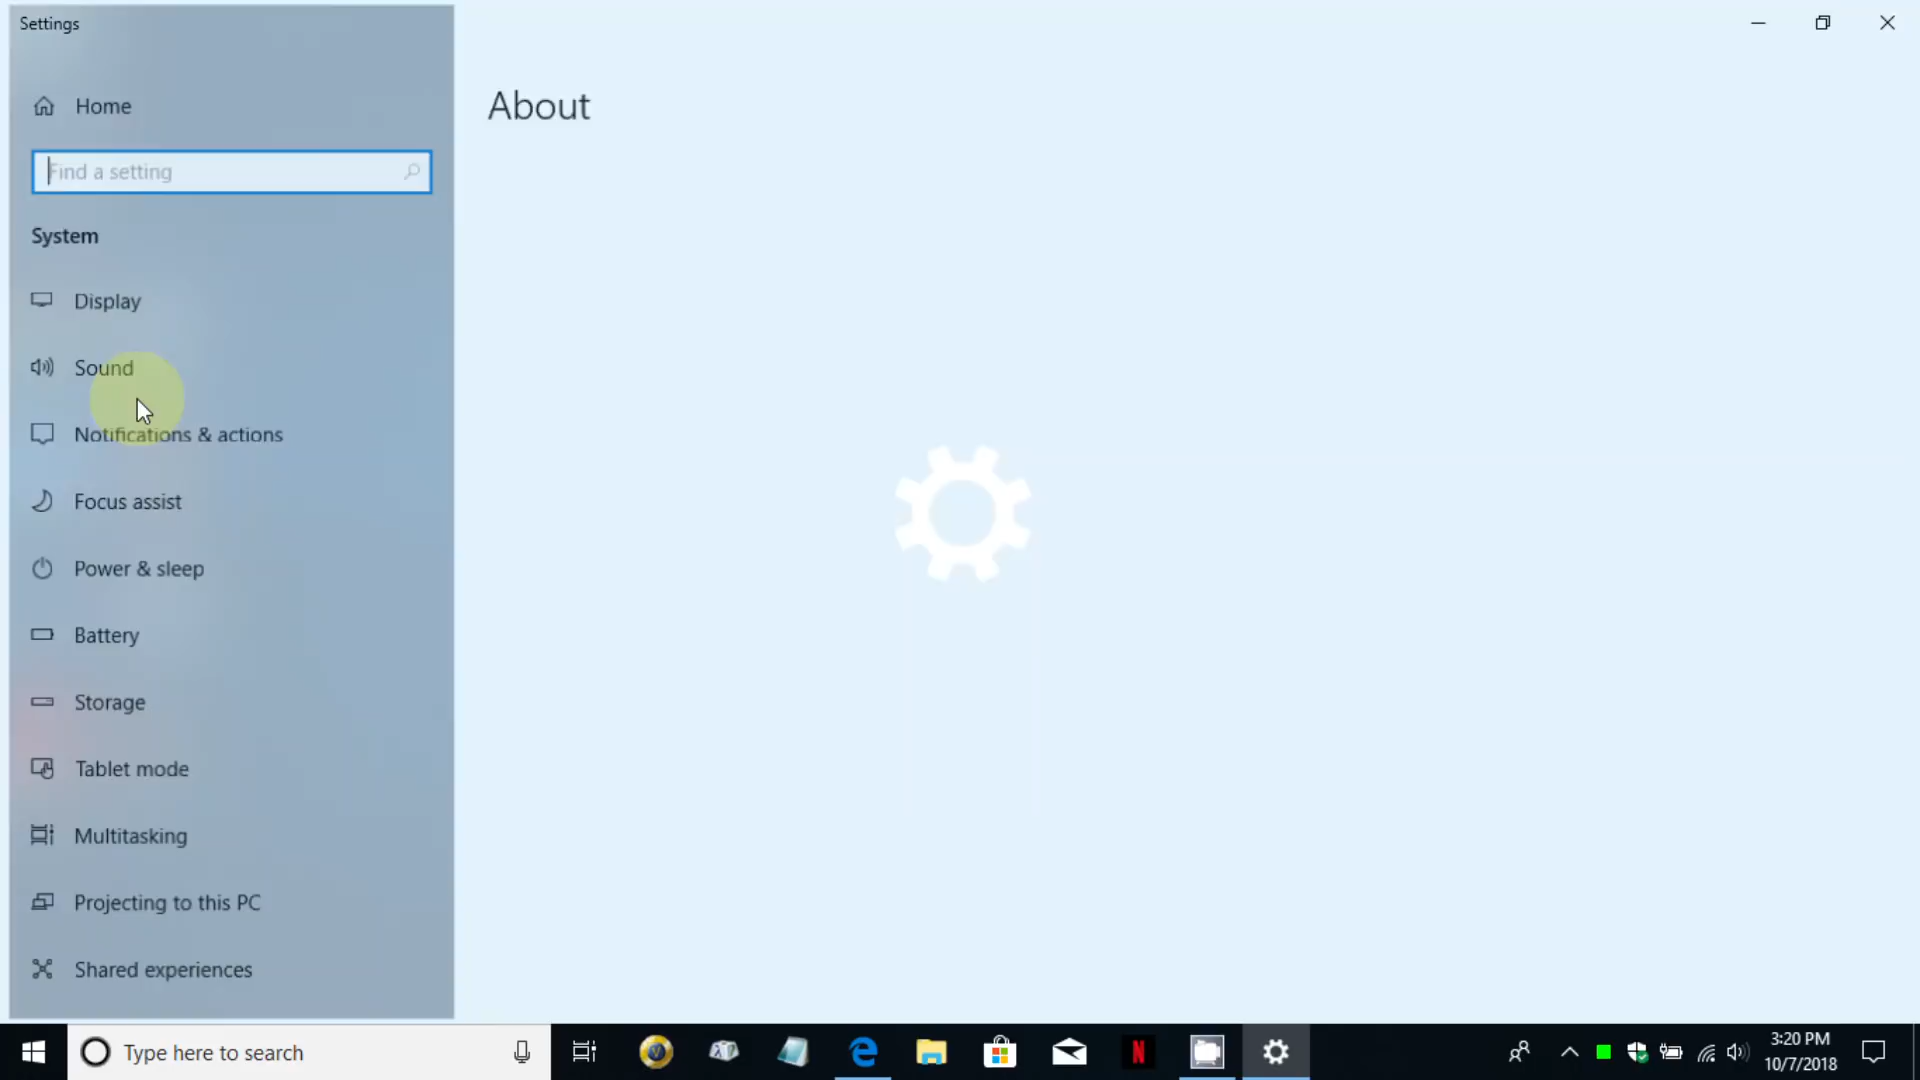 Settings
Home
Find a setting
System
Display
Sound
Notifications & actions
Focus assist
Power & sleep
Battery
Storage
Tablet mode
Multitasking
Projecting to this PC
Shared experiences
About
Type here to search
N
3:20 PM
10/7/2018